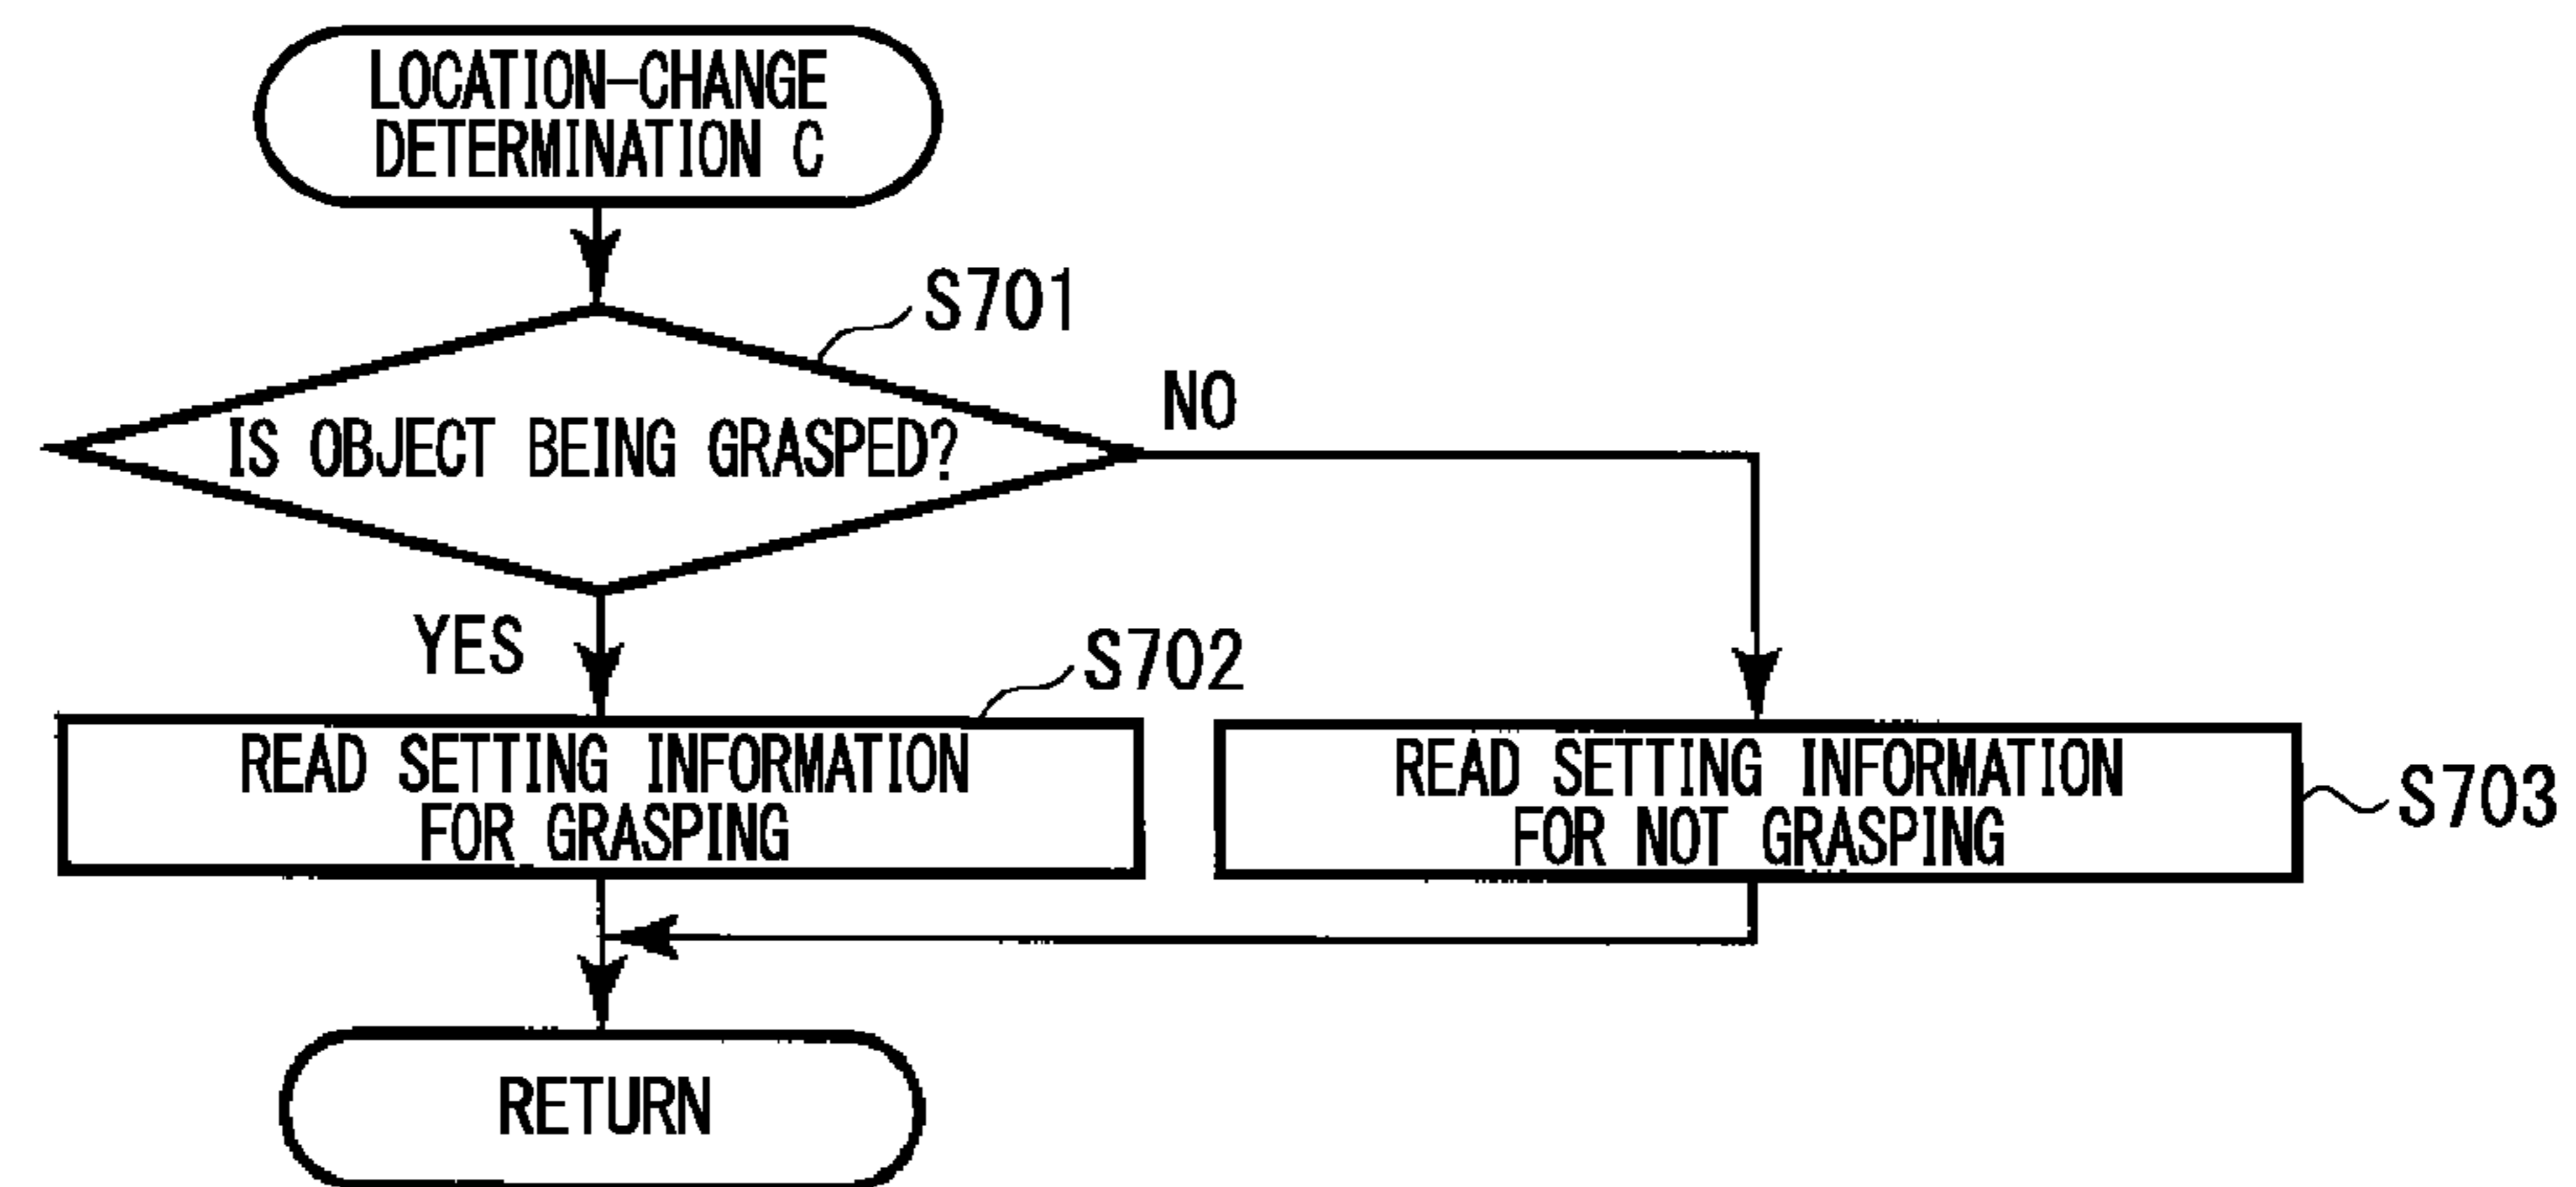 LOCATION-CHANGE
DETERMINATION C
S701
IS OBJECT BEING GRASPED?
NO
YES
S702
READ SETTING INFORMATION
FOR GRASPING
READ SETTING INFORMATION
FOR NOT GRASPING
S703
RETURN